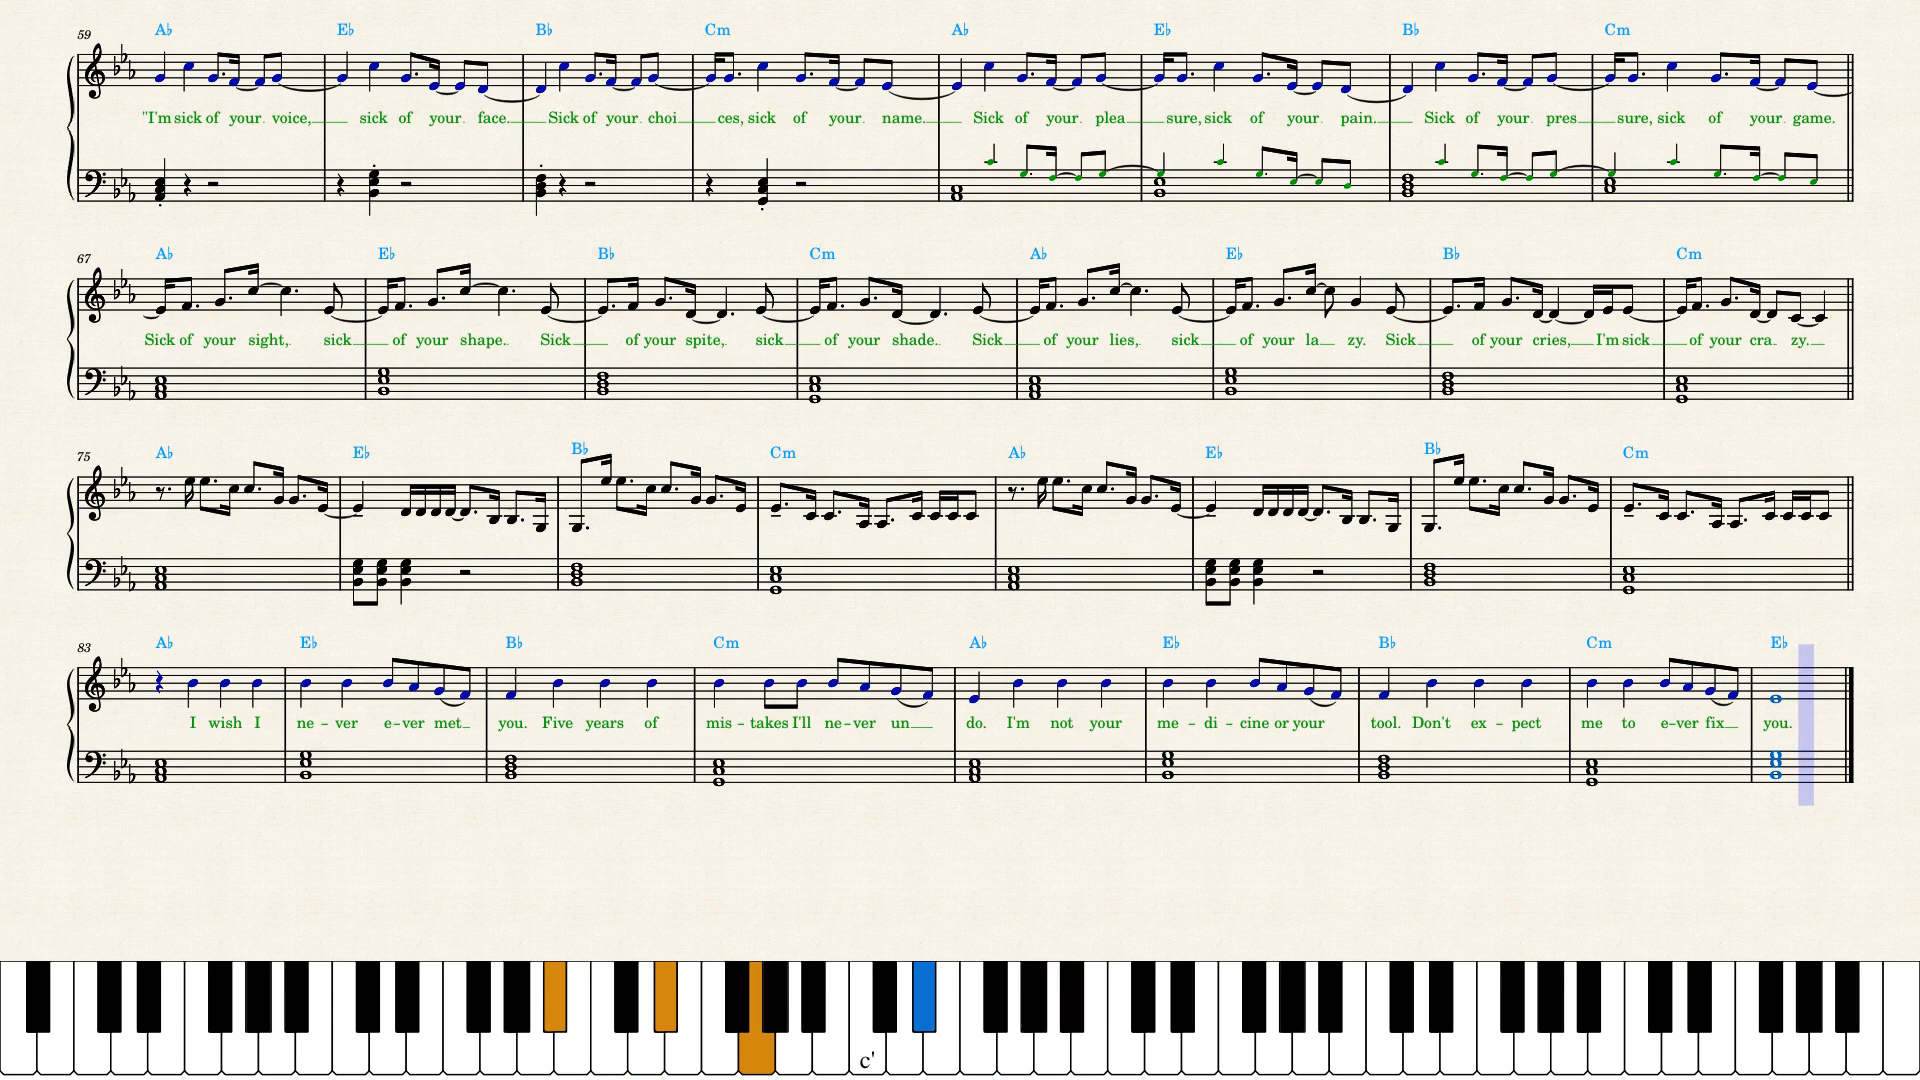 59 A♭ E♭ B♭ Cm A♭ E♭ B♭ Cm
"I'm sick of your voice, sick of your face. Sick of your choi ces, sick of your name. Sick of your plea sure, sick of your pain. Sick of your pres sure, sick of your game.
67 A♭ E♭ B♭ Cm A♭ E♭ B♭ Cm
Sick of your sight, sick of your shape. Sick of your spite, sick of your shade. Sick of your lies, sick of your la zy. Sick of your cries, I'm sick of your cra zy.
75 A♭ E♭ B♭ Cm A♭ E♭ B♭ Cm
83 A♭ E♭ B♭ Cm A♭ E♭ B♭ Cm E♭
I wish I ne-ver e-ver met you. Five years of mis-takes I'll ne-ver un do. I'm not your me-di-cine or your tool. Don't ex-pect me to e-ver fix you.
c'